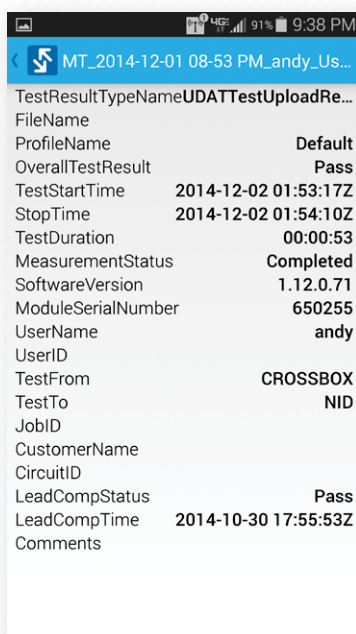 4G 91% 9:38 PM
MT_2014-12-01 08-53 PM_andy_Us...
TestResultTypeName UDATTestUploadRe...
FileName
ProfileName Default
OverallTestResult Pass
TestStartTime 2014-12-02 01:53:17Z
StopTime 2014-12-02 01:54:10Z
TestDuration 00:00:53
MeasurementStatus Completed
SoftwareVersion 1.12.0.71
ModuleSerialNumber 650255
UserName andy
UserID
TestFrom CROSSBOX
TestTo NID
JobID
CustomerName
CircuitID
LeadCompStatus Pass
LeadCompTime 2014-10-30 17:55:53Z
Comments